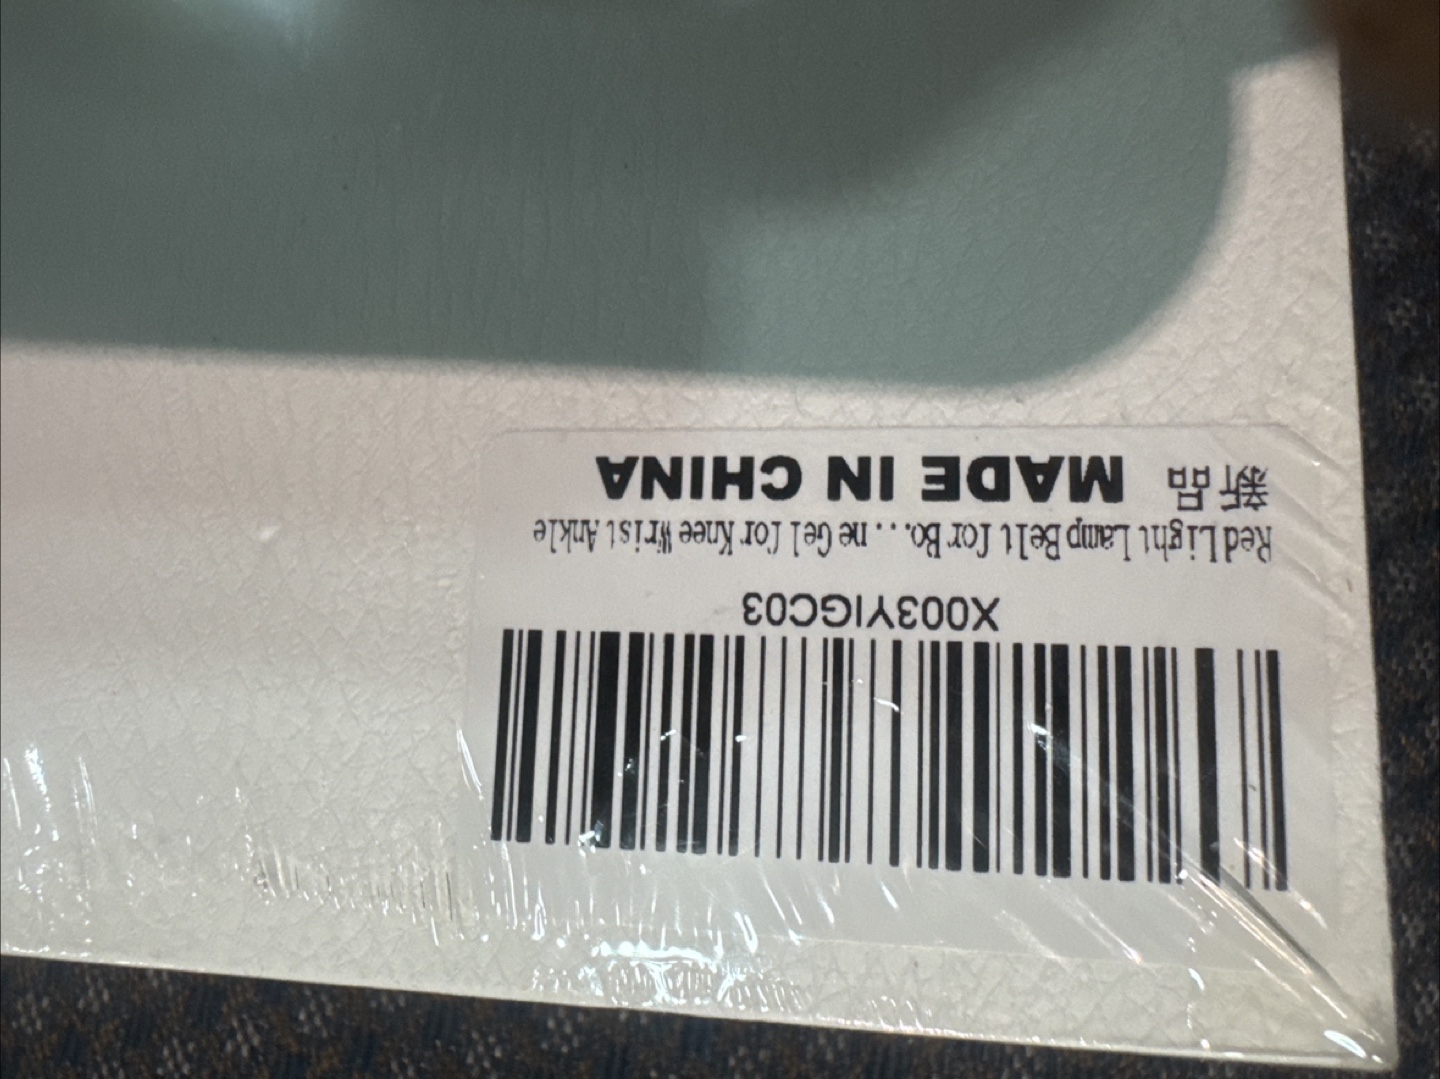 X003YIGC03
Red Light Lamp Belt for Bo...ne Gel for Knee Wrist Ankle
新品 MADE IN CHINA